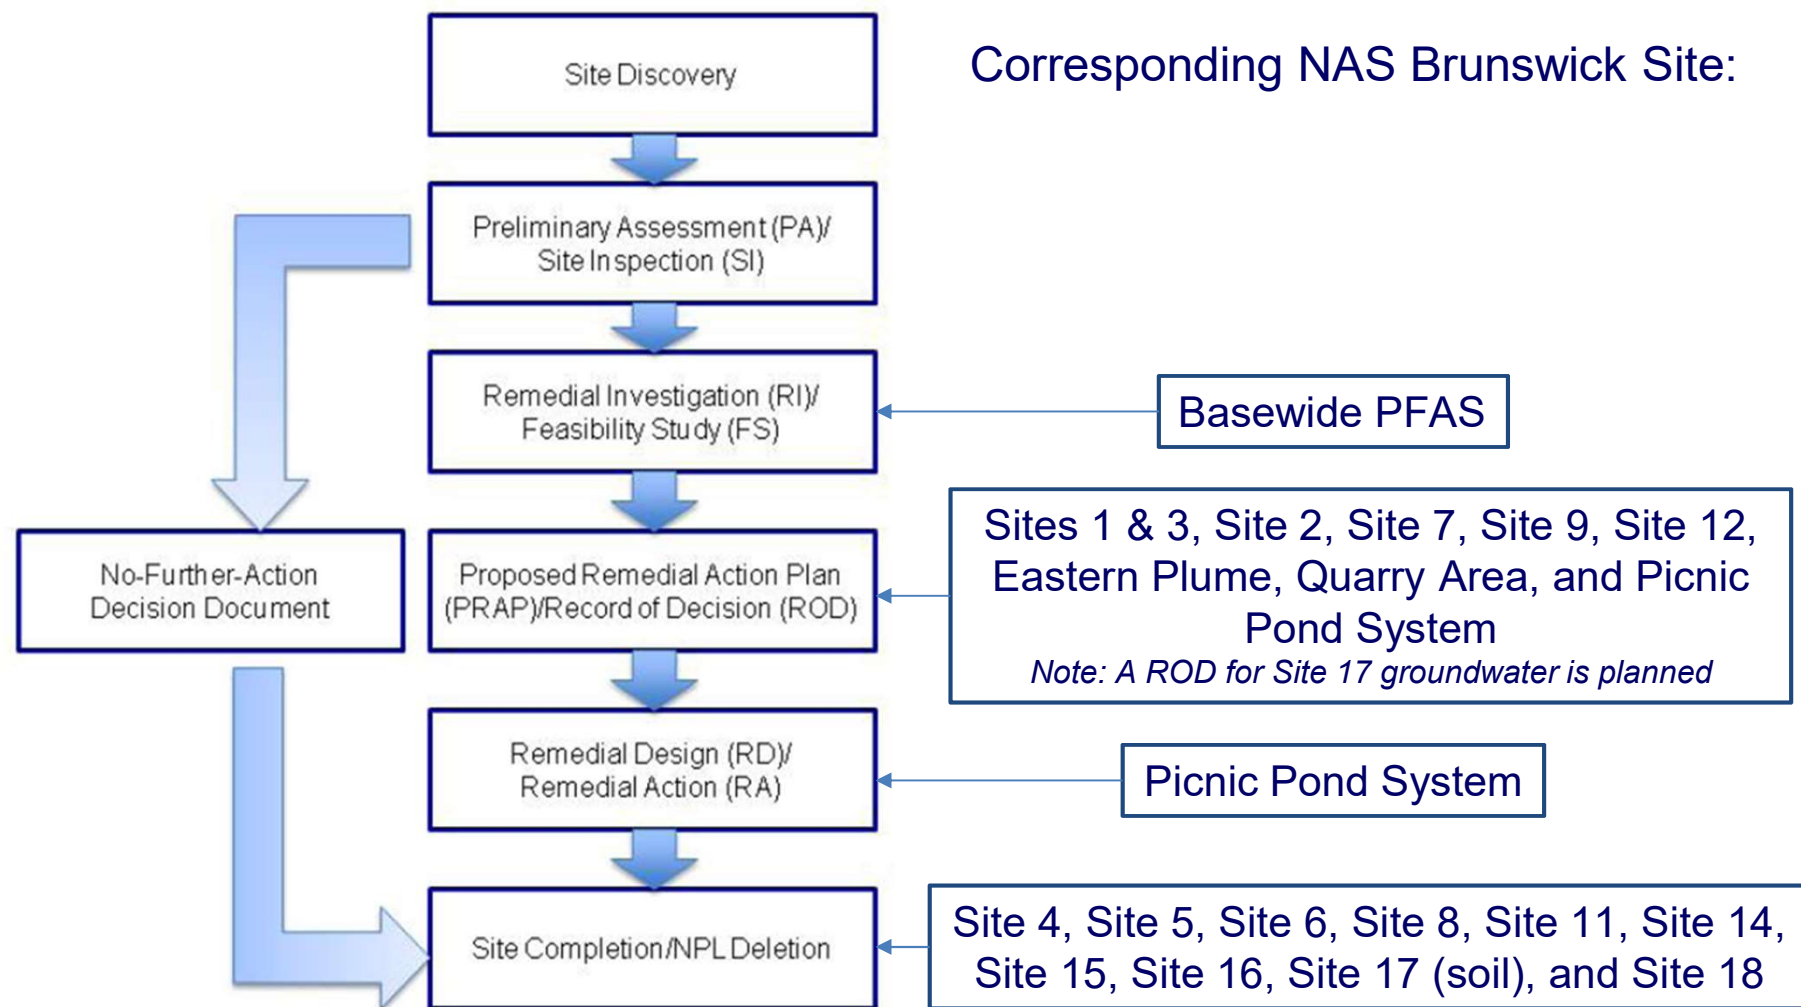 Corresponding NAS Brunswick Site:
Site Discovery
Preliminary Assessment (PA)/
Site Inspection (SI)
Remedial Investigation (RI)/
Feasibility Study (FS)
Basewide PFAS
No-Further-Action
Decision Document
Proposed Remedial Action Plan
(PRAP)/Record of Decision (ROD)
Sites 1 & 3, Site 2, Site 7, Site 9, Site 12,
Eastern Plume, Quarry Area, and Picnic
Pond System
Note: A ROD for Site 17 groundwater is planned
Remedial Design (RD)/
Remedial Action (RA)
Picnic Pond System
Site Completion/NPL Deletion
Site 4, Site 5, Site 6, Site 8, Site 11, Site 14,
Site 15, Site 16, Site 17 (soil), and Site 18